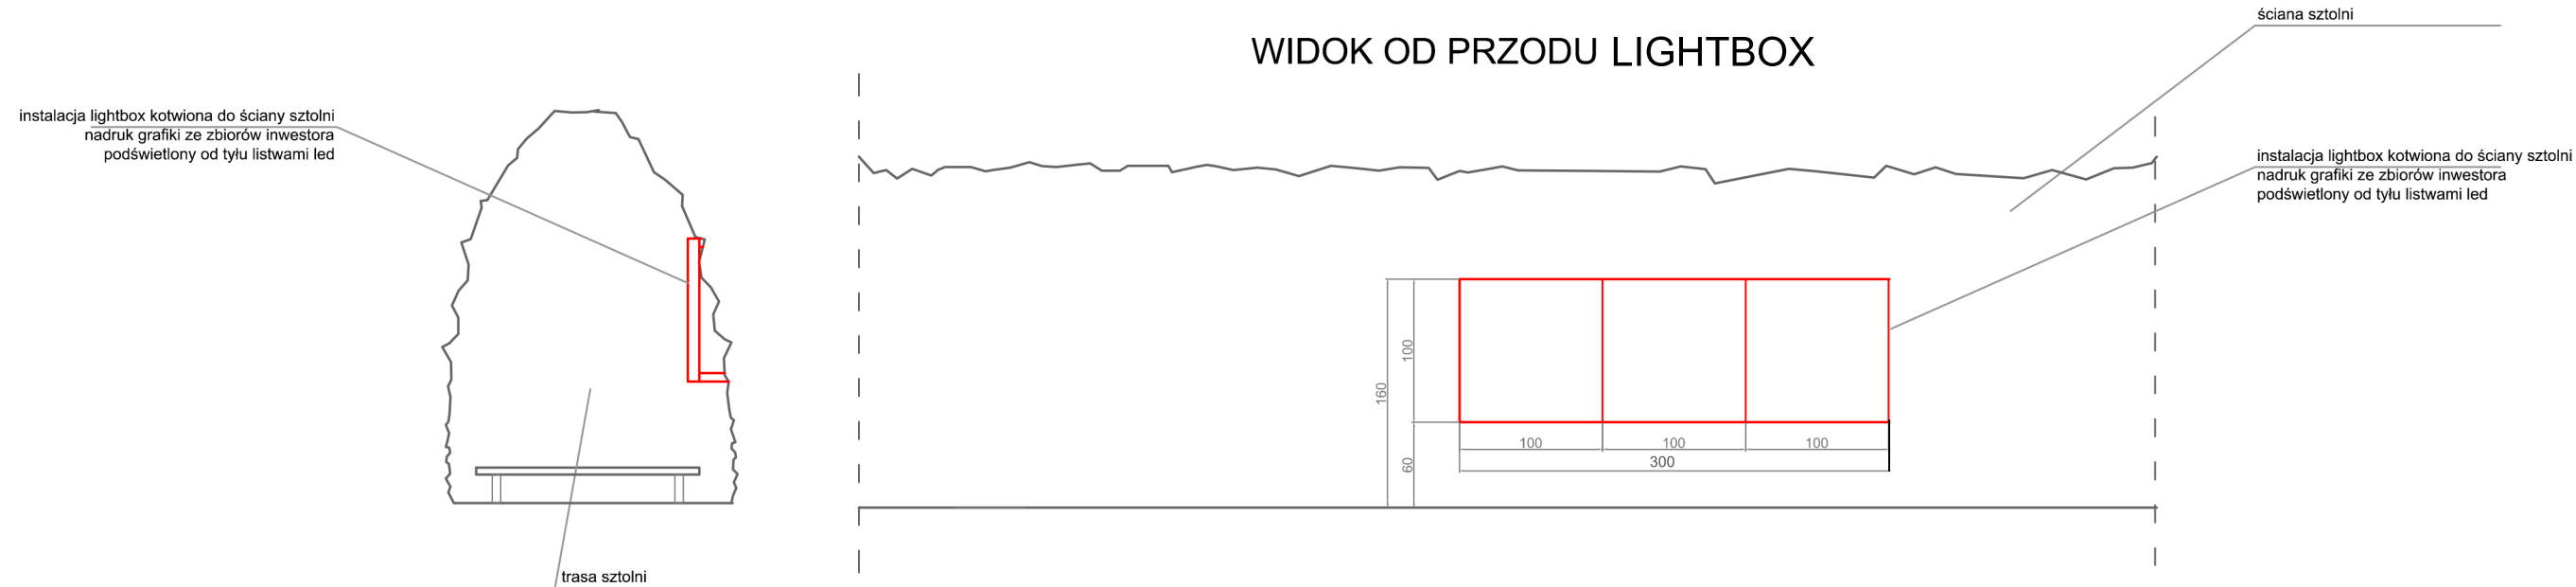 ściana sztolni
WIDOK OD PRZODU LIGHTBOX
instalacja lightbox kotwiona do ściany sztolni
nadruk grafiki ze zbiorów inwestora
podświetlony od tyłu listwami led
instalacja lightbox kotwiona do ściany sztolni
nadruk grafiki ze zbiorów inwestora
podświetlony od tyłu listwami led
100
160
100
100
100
300
60
trasa sztolni